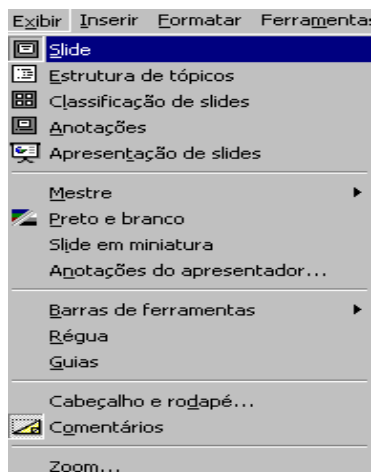 Exibir Inserir Formatar Ferramentas
Slide
Estrutura de tópicos
Classificação de slides
Anotações
Apresentação de slides
Mestre
Preto e branco
Slide em miniatura
Anotações do apresentador...
Barras de ferramentas
Régua
Guias
Cabeçalho e rodapé...
Comentários
Zoom...